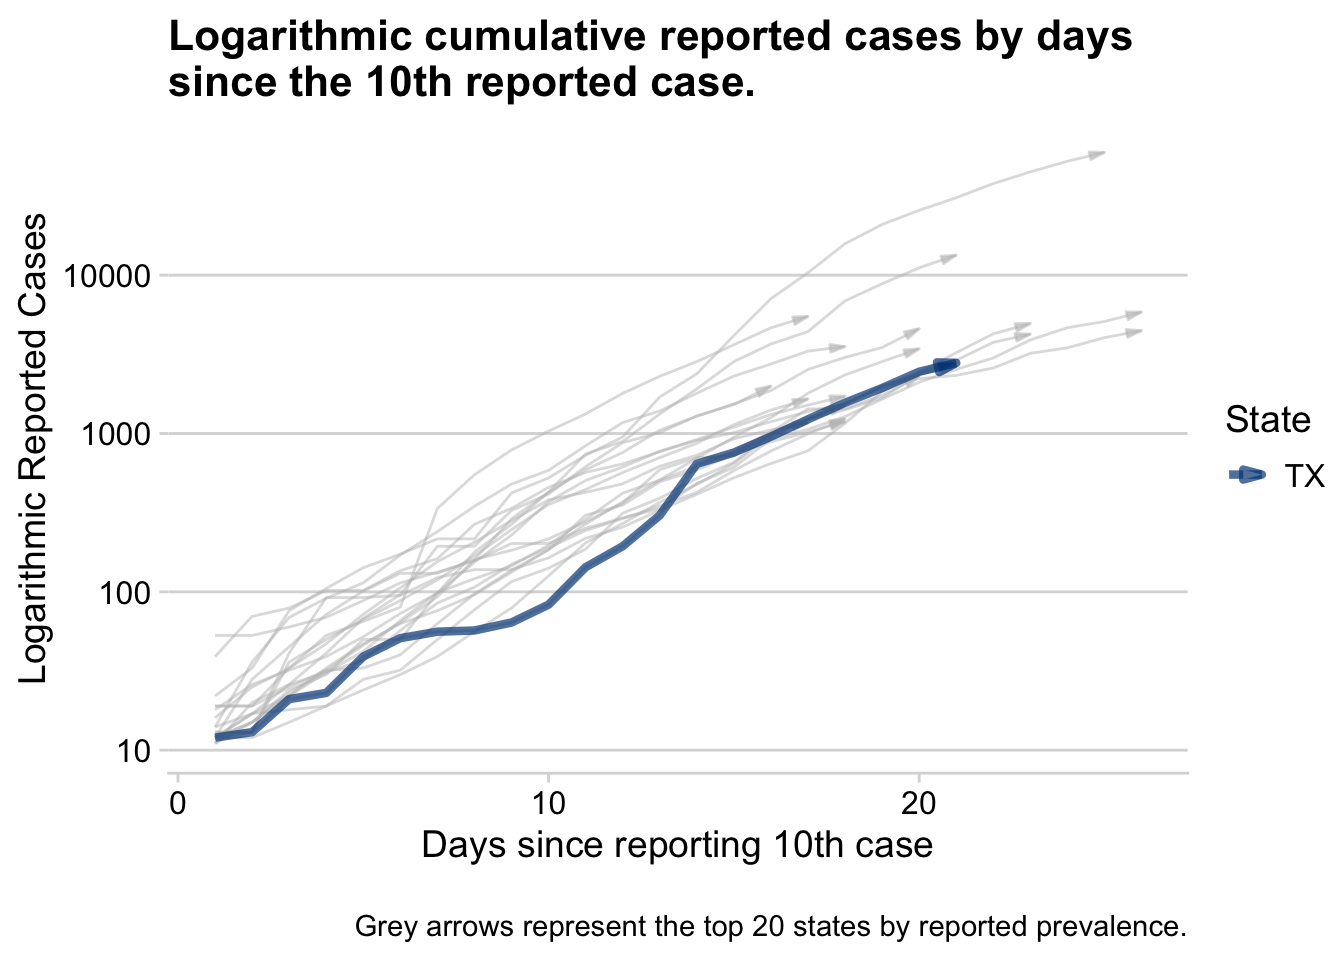 Logarithmic cumulative reported cases by days
since the 10th reported case.
Logarithmic Reported Cases
10000
1000
100
10
0
10
20
Days since reporting 10th case
State
TX
Grey arrows represent the top 20 states by reported prevalence.